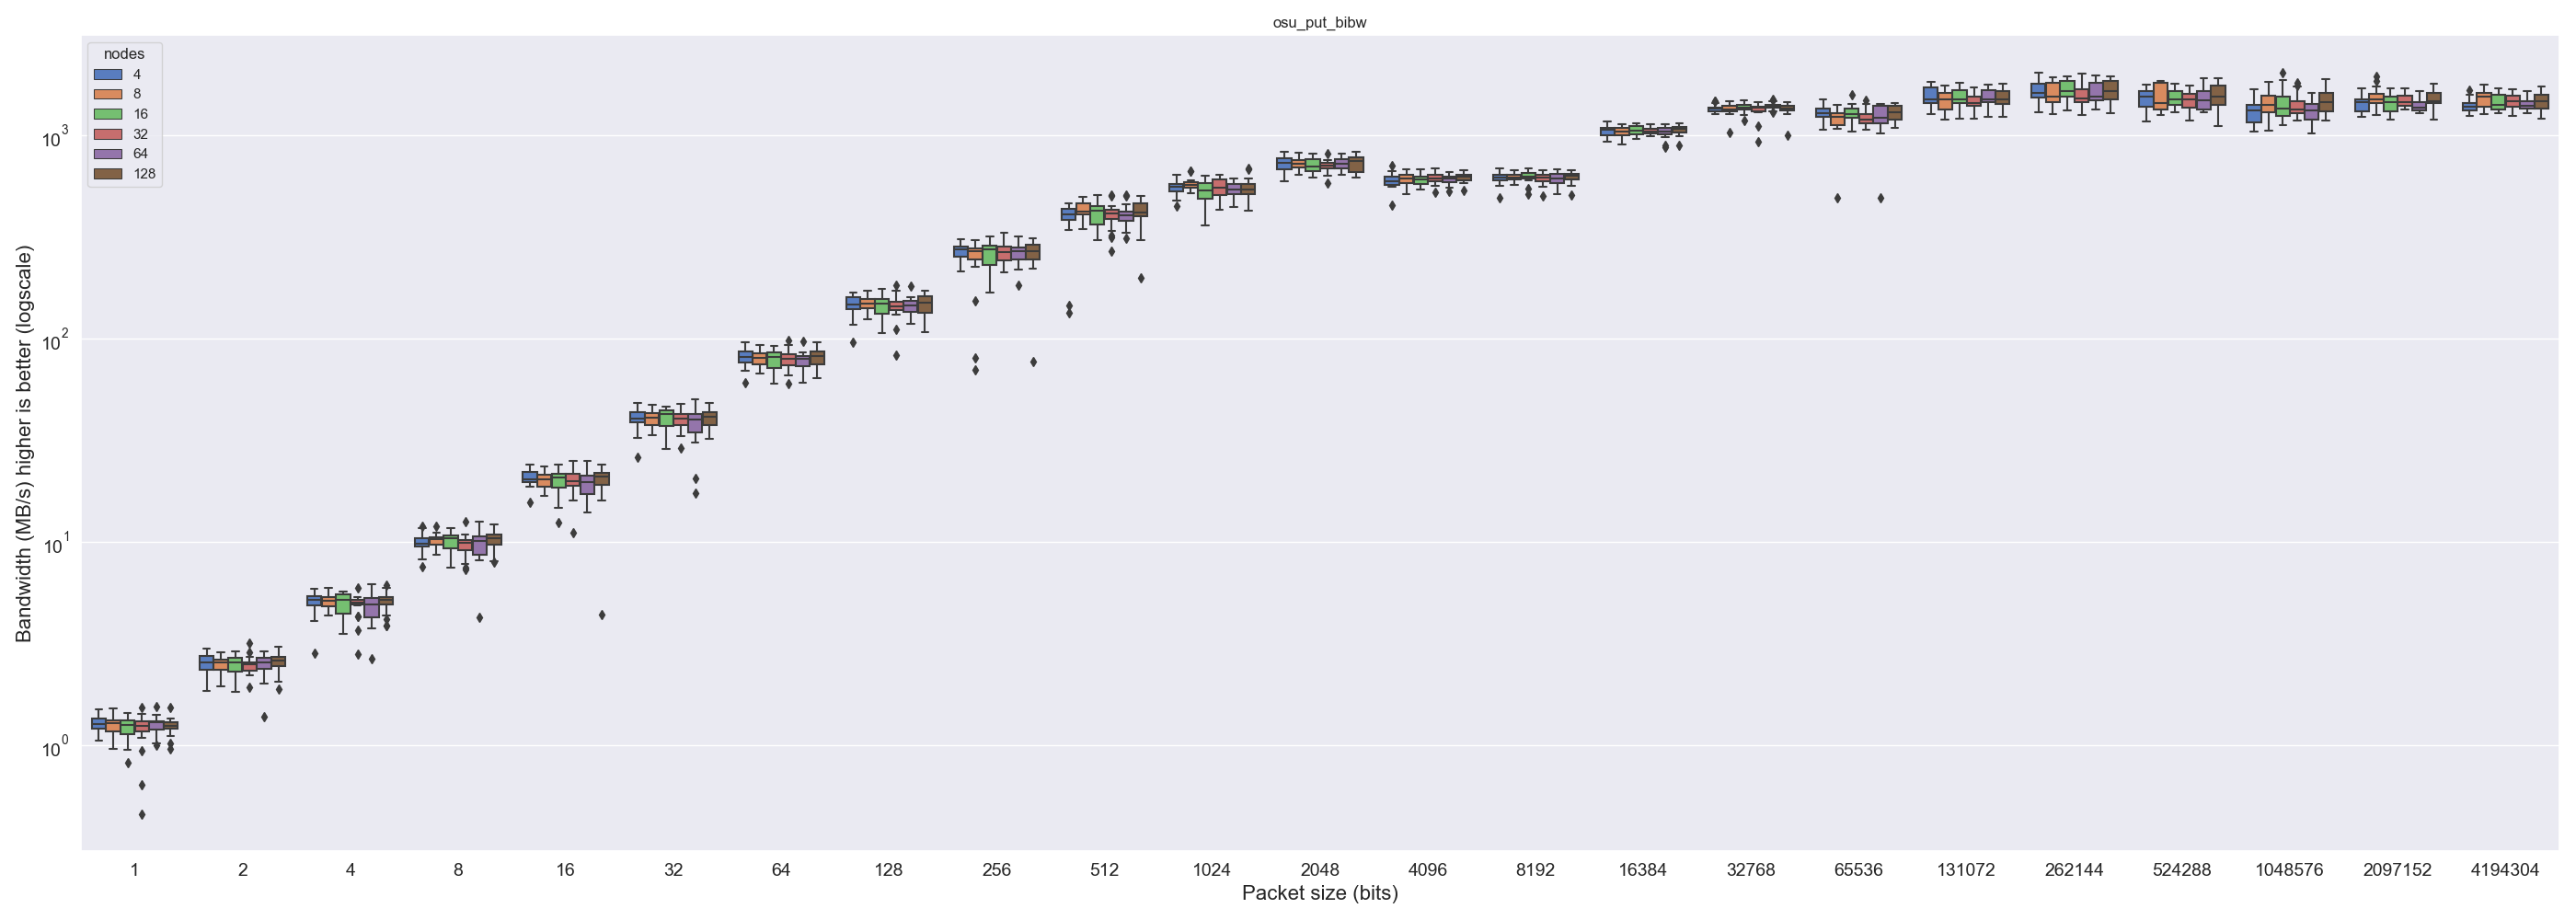 osu_put_bibw
nodes
4
8
16
32
64
128
Bandwidth (MB/s) higher is better (logscale)
10^3
10^2
10^1
10^0
1 2 4 8 16 32 64 128 256 512 1024 2048 4096 8192 16384 32768 65536 131072 262144 524288 1048576 2097152 4194304
Packet size (bits)